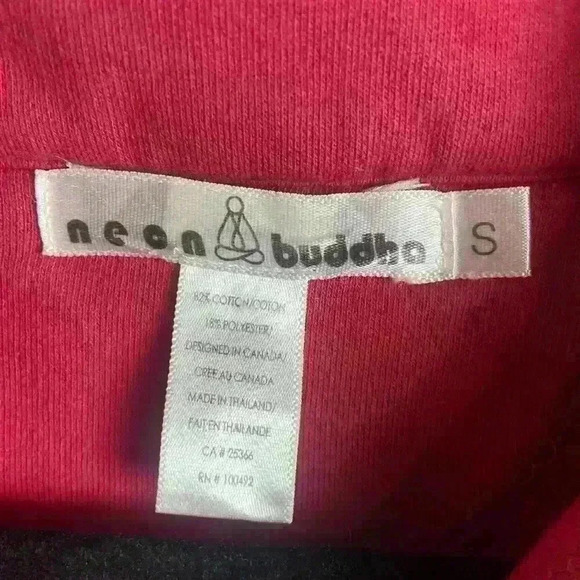 neon buddha S
82% COTTON/COTON
18% POLYESTER/
DESIGNED IN CANADA/
CREE AU CANADA
MADE IN THAILAND/
FAIT EN THAILANDE
CA # 25366
RN # 100492